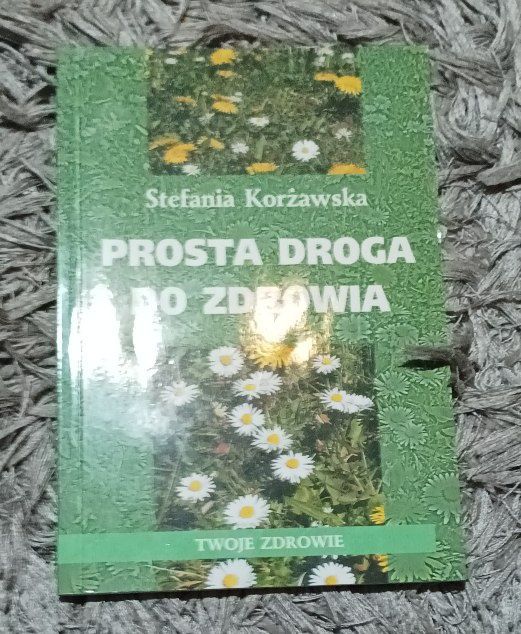 Stefania Korżawska
PROSTA DROGA
DO ZDROWIA
TWOJE ZDROWIE